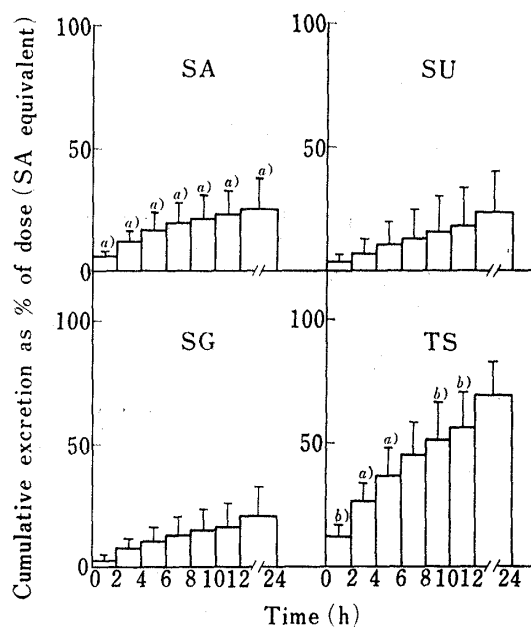 Cumulative excretion as % of dose (SA equivalent)
100
50
0
SA
a) a) a) a) a) a) a)
100
50
SU
100
50
0
SG
0 2 4 6 8 10 12 24
100
50
TS
b) a) a) b) b)
0 2 4 6 8 10 12 24
Time (h)